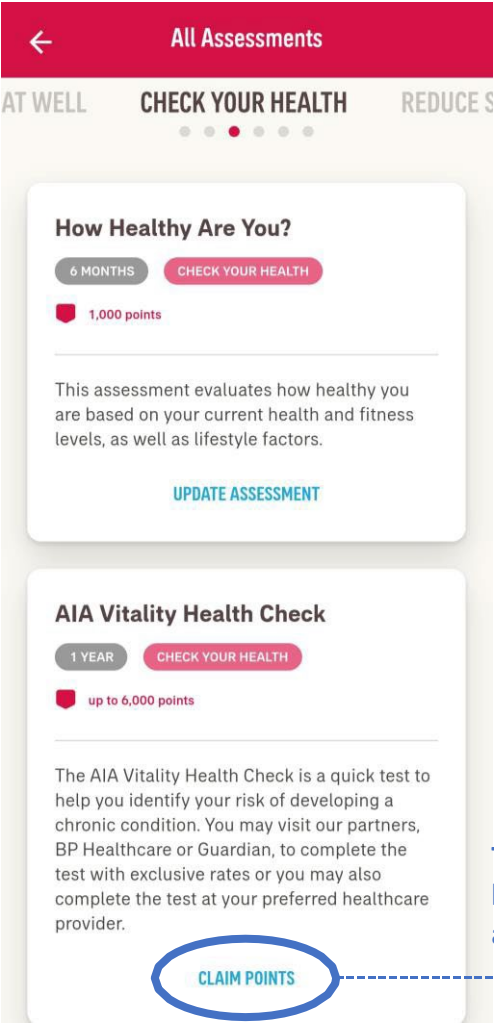 All Assessments
AT WELL CHECK YOUR HEALTH REDUCE S
How Healthy Are You?
6 MONTHS CHECK YOUR HEALTH
1,000 points
This assessment evaluates how healthy you
are based on your current health and fitness
levels, as well as lifestyle factors.
UPDATE ASSESSMENT
AIA Vitality Health Check
1 YEAR CHECK YOUR HEALTH
up to 6,000 points
The AIA Vitality Health Check is a quick test to
help you identify your risk of developing a
chronic condition. You may visit our partners,
BP Healthcare or Guardian, to complete the
test with exclusive rates or you may also
complete the test at your preferred healthcare
provider.
CLAIM POINTS